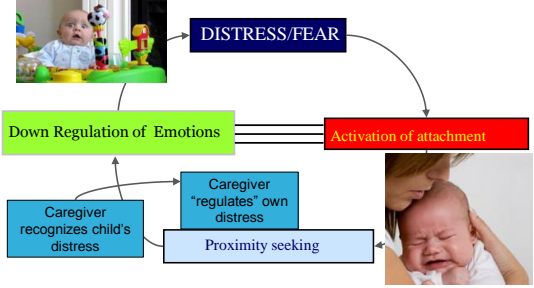 DISTRESS/FEAR
Down Regulation of Emotions
Activation of attachment
Caregiver
"regulates" own
distress
Caregiver
recognizes child's
distress
Proximity seeking